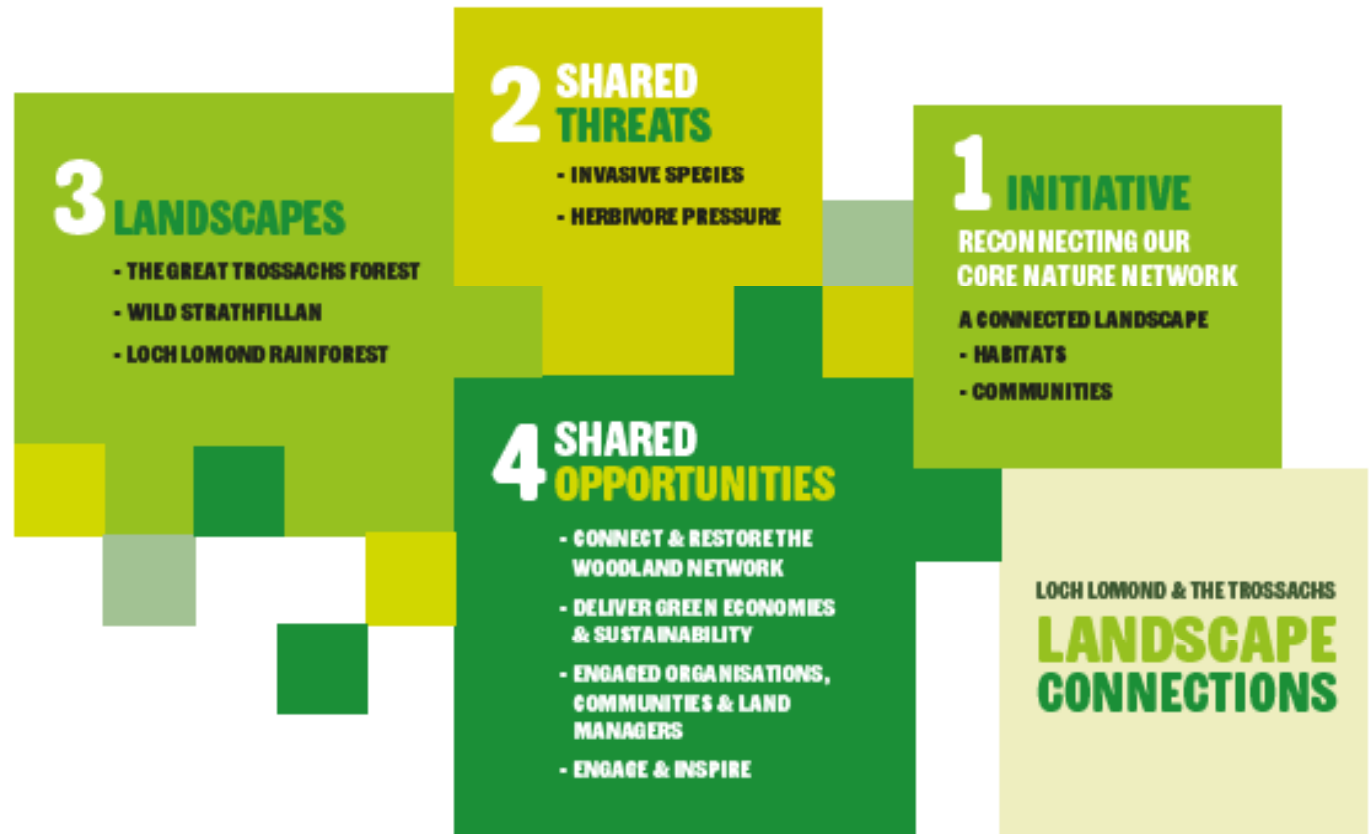 3 LANDSCAPES
- THE GREAT TROSSACHS FOREST
- WILD STRATHFILLAN
- LOCH LOMOND RAINFOREST
2 SHARED
THREATS
- INVASIVE SPECIES
- HERBIVORE PRESSURE
1 INITIATIVE
RECONNECTING OUR
CORE NATURE NETWORK
A CONNECTED LANDSCAPE
- HABITATS
- COMMUNITIES
4 SHARED
OPPORTUNITIES
- CONNECT & RESTORE THE
WOODLAND NETWORK
- DELIVER GREEN ECONOMIES
& SUSTAINABILITY
- ENGAGED ORGANISATIONS,
COMMUNITIES & LAND
MANAGERS
- ENGAGE & INSPIRE
LOCH LOMOND & THE TROSSACHS
LANDSCAPE
CONNECTIONS